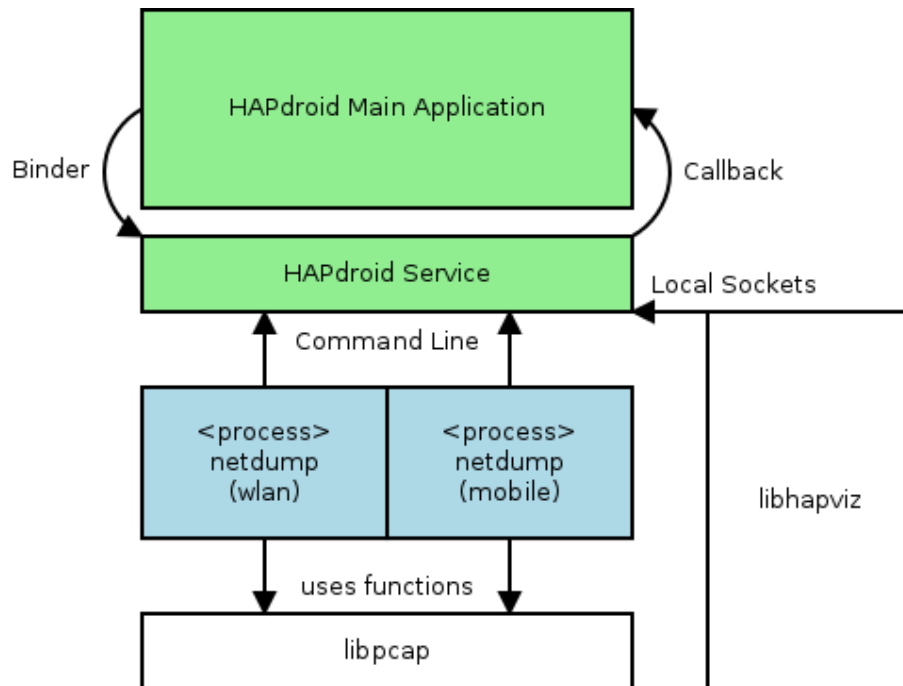 HAPdroid Main Application
Binder
Callback
HAPdroid Service
Local Sockets
Command Line
<process>
netdump
(wlan)
<process>
netdump
(mobile)
libhapviz
uses functions
libpcap